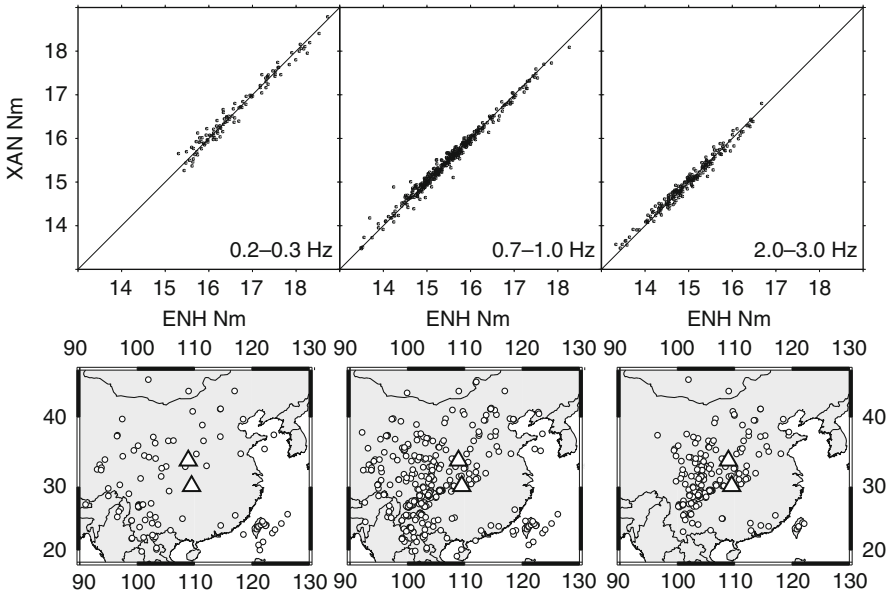 XAN Nm
18
17
16
15
14
0.2–0.3 Hz
0.7–1.0 Hz
2.0–3.0 Hz
14 15 16 17 18 14 15 16 17 18 14 15 16 17 18
ENH Nm ENH Nm ENH Nm
90 100 110 120 130 90 100 110 120 130 90 100 110 120 130
40 40
30 30
20 20
90 100 110 120 130 90 100 110 120 130 90 100 110 120 130